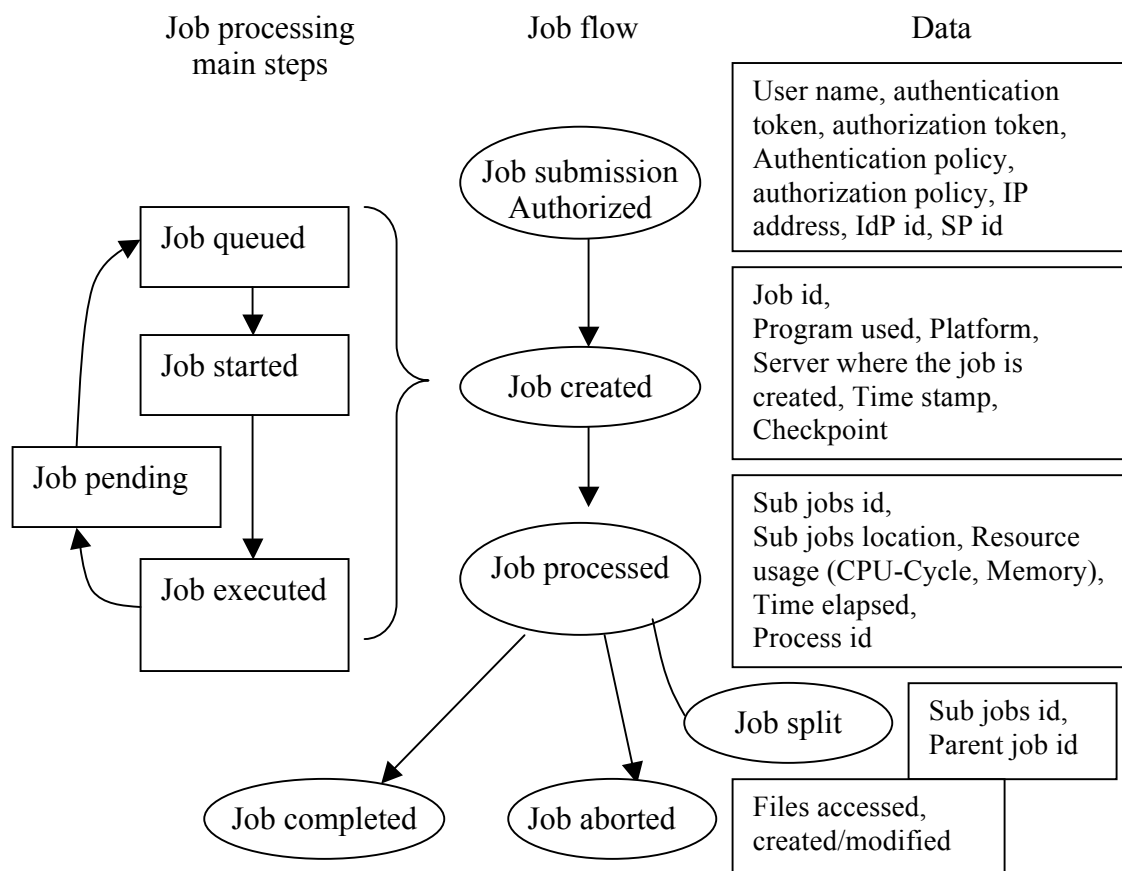 Job processing
main steps
Job flow
Data
User name, authentication
token, authorization token,
Authentication policy,
authorization policy, IP
address, IdP id, SP id
Job submission
Authorized
Job queued
Job started
Job pending
Job executed
Job created
Job id,
Program used, Platform,
Server where the job is
created, Time stamp,
Checkpoint
Job processed
Sub jobs id,
Sub jobs location, Resource
usage (CPU-Cycle, Memory),
Time elapsed,
Process id
Job split
Sub jobs id,
Parent job id
Job completed
Job aborted
Files accessed,
created/modified